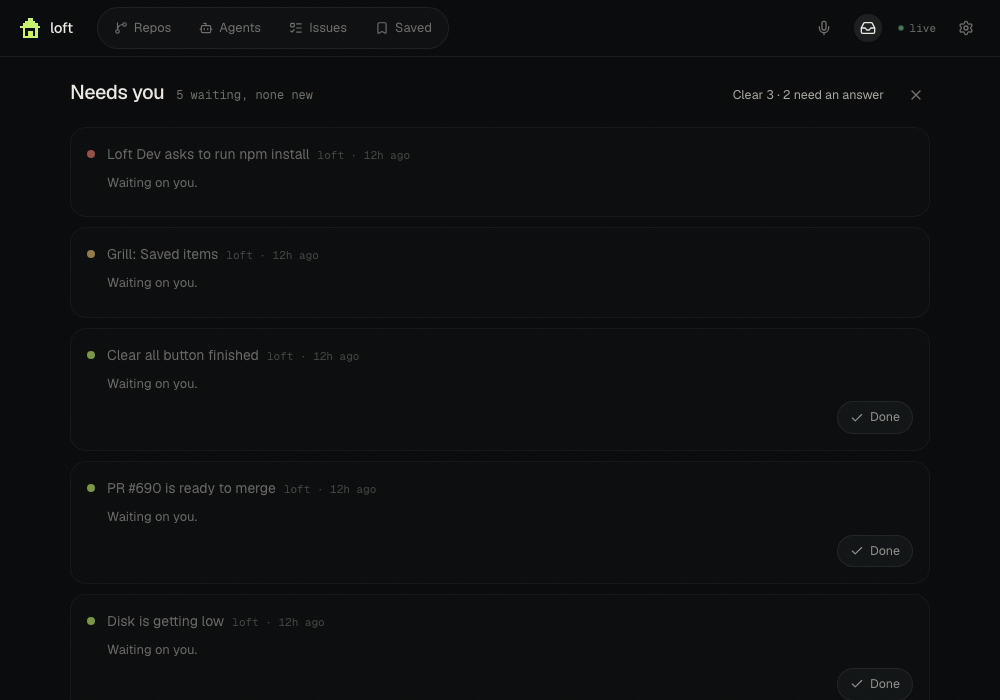 loft Repos Agents Issues Saved live
Needs you 5 waiting, none new Clear 3 · 2 need an answer
Loft Dev asks to run npm install loft · 12h ago
Waiting on you.
Grill: Saved items loft · 12h ago
Waiting on you.
Clear all button finished loft · 12h ago
Waiting on you.
Done
PR #690 is ready to merge loft · 12h ago
Waiting on you.
Done
Disk is getting low loft · 12h ago
Waiting on you.
Done